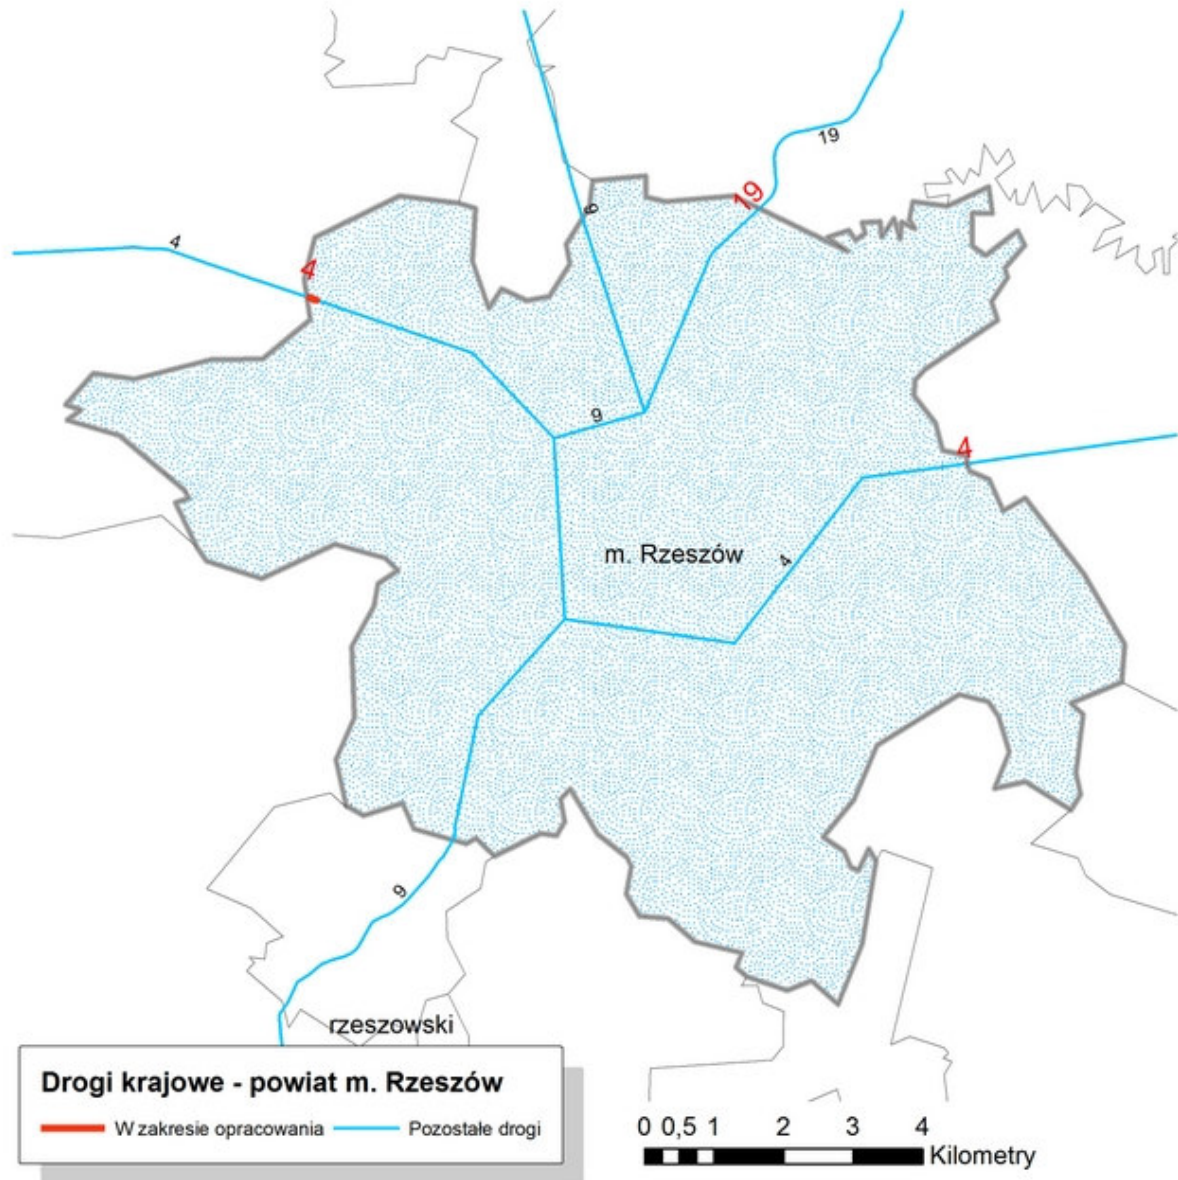 19
19
9
4
4
9
4
m. Rzeszów
4
9
rzeszowski
Drogi krajowe - powiat m. Rzeszów
W zakresie opracowania
Pozostałe drogi
0 0,5 1 2 3 4
Kilometry